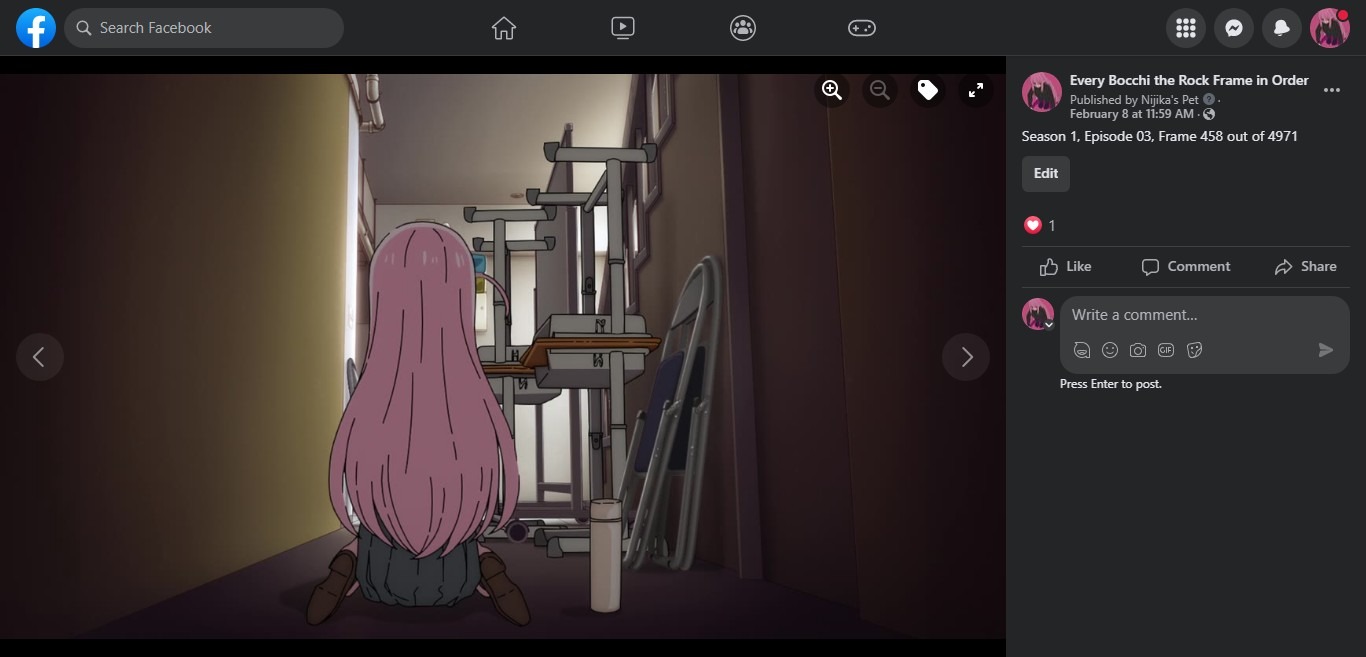 Search Facebook
Every Bocchi the Rock Frame in Order
Published by Nijika's Pet ·
February 8 at 11:59 AM ·
Season 1, Episode 03, Frame 458 out of 4971
Edit
1
Like
Comment
Share
Write a comment...
GIF
Press Enter to post.